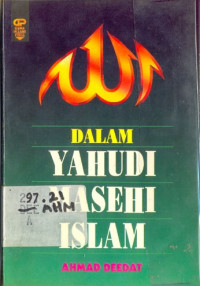 الله
DALAM
YAHUDI
ASEHI
ISLAM
297.21
AHM
AHMAD DEEDAT